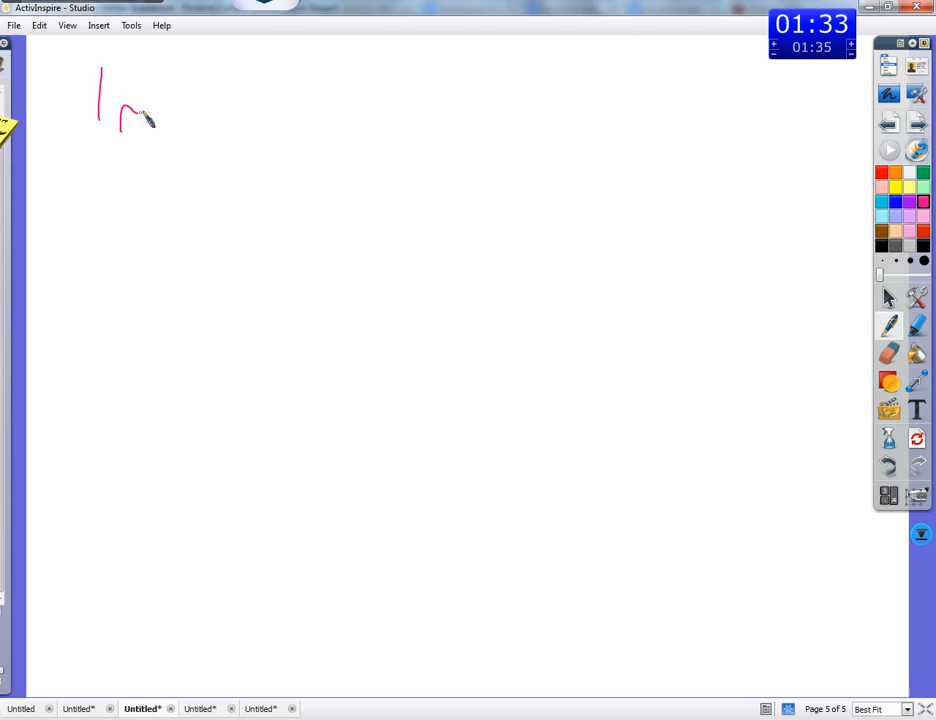 ActivInspire - Studio
File Edit View Insert Tools Help
01:33
01:35
In
Untitled Untitled* Untitled* Untitled* Untitled* Page 5 of 5 Best Fit